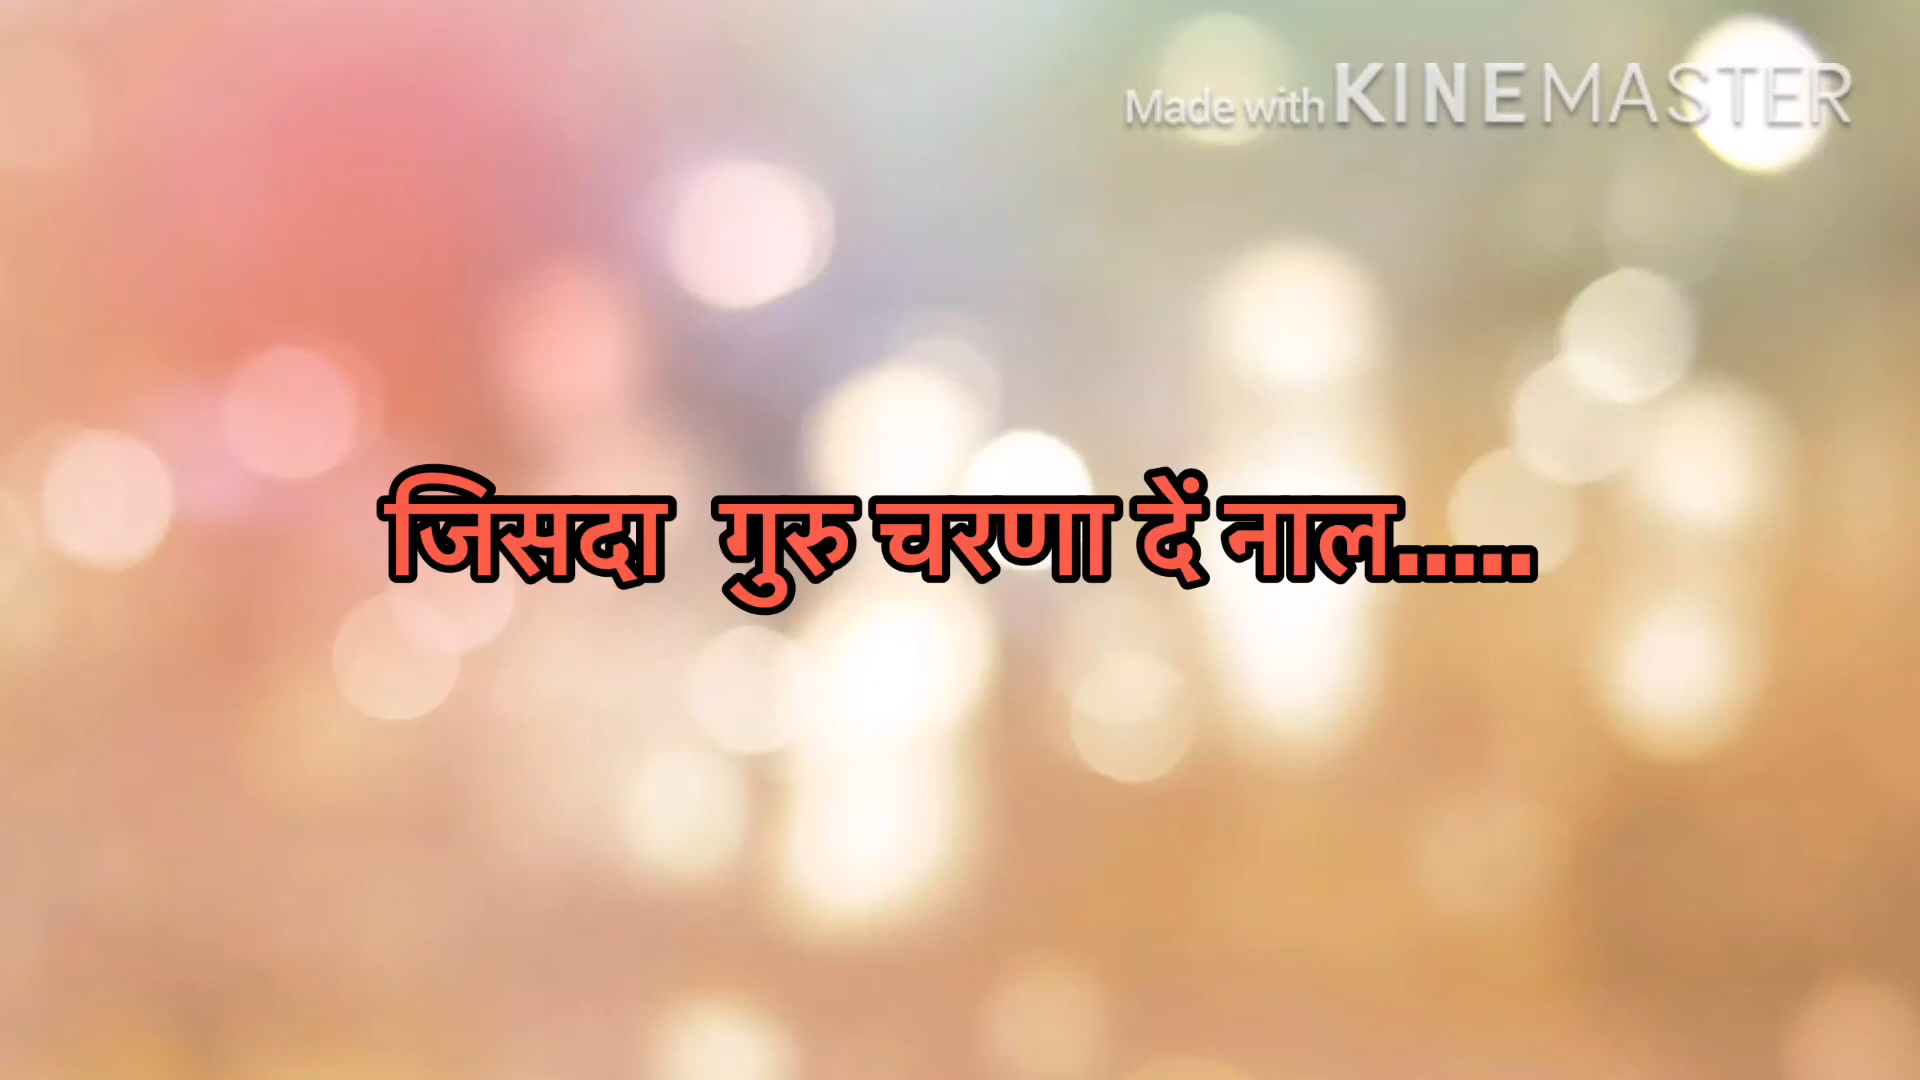 Made with KINEMASTER
जिसदा गुरु चरणा दें नाल.....